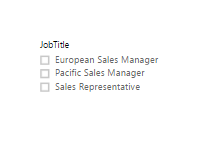 JobTitle
European Sales Manager
Pacific Sales Manager
Sales Representative